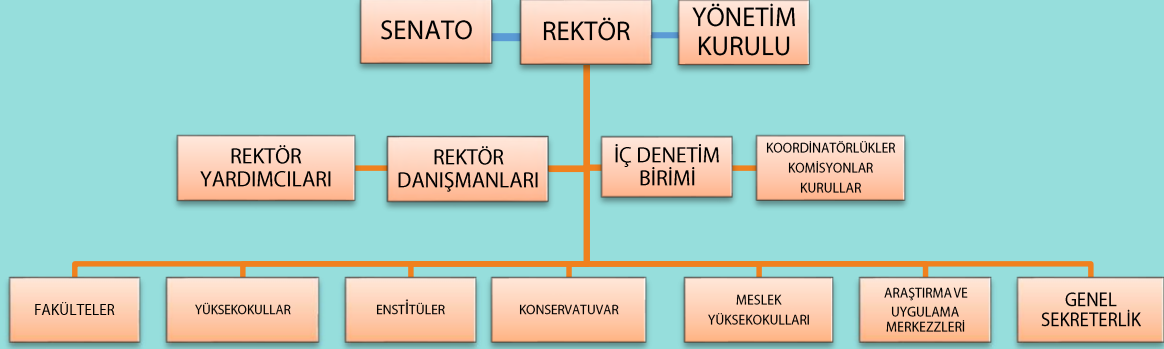 SENATO
REKTÖR
YÖNETİM
KURULU
REKTÖR
YARDIMCILARI
REKTÖR
DANIŞMANLARI
İÇ DENETİM
BİRİMİ
KOORDİNATÖRLÜKLER
KOMİSYONLAR
KURULLAR
FAKÜLTELER
YÜKSEKOKULLAR
ENSTİTÜLER
KONSERVATUVAR
MESLEK
YÜKSEKOKULLARI
ARAŞTIRMA VE
UYGULAMA
MERKEZZLERİ
GENEL
SEKRETERLİK